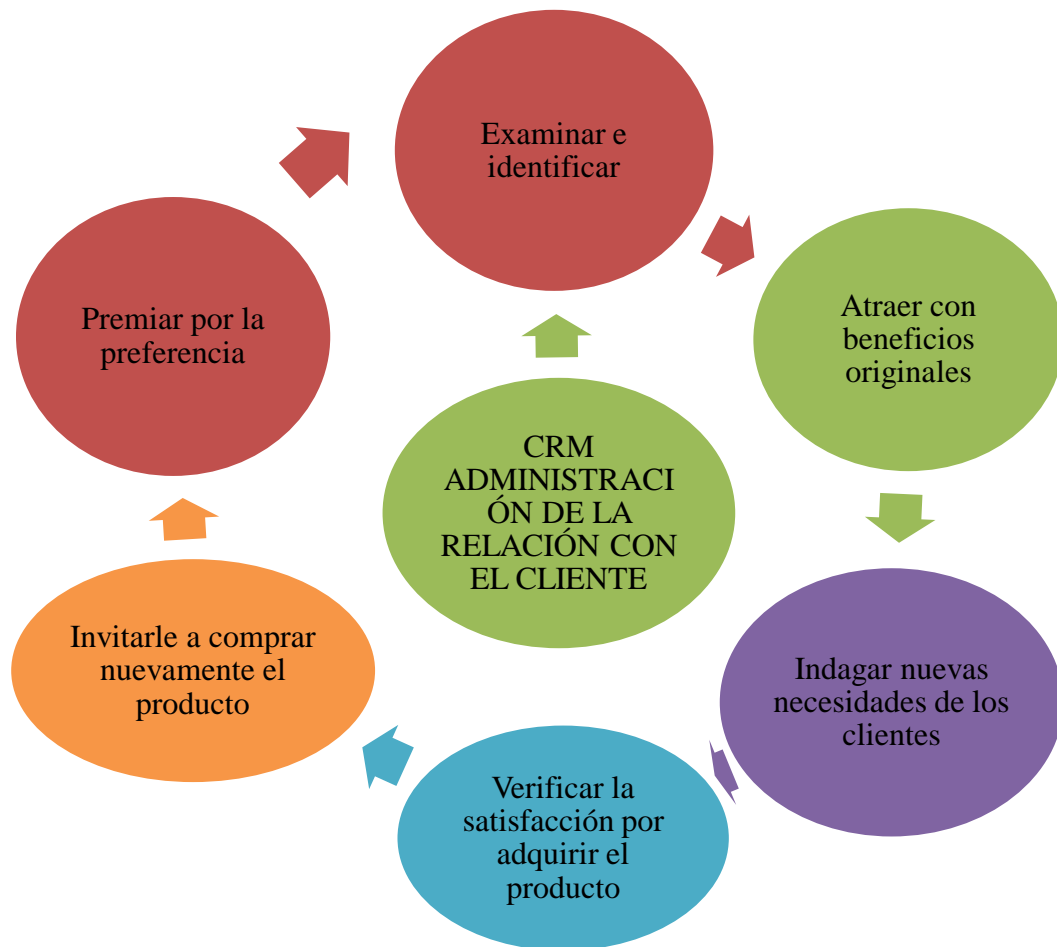 Examinar e
identificar
Atraer con
beneficios
originales
Indagar nuevas
necesidades de los
clientes
Verificar la
satisfacción por
adquirir el
producto
Invitarle a comprar
nuevamente el
producto
Premiar por la
preferencia
CRM
ADMINISTRACI
ÓN DE LA
RELACIÓN CON
EL CLIENTE